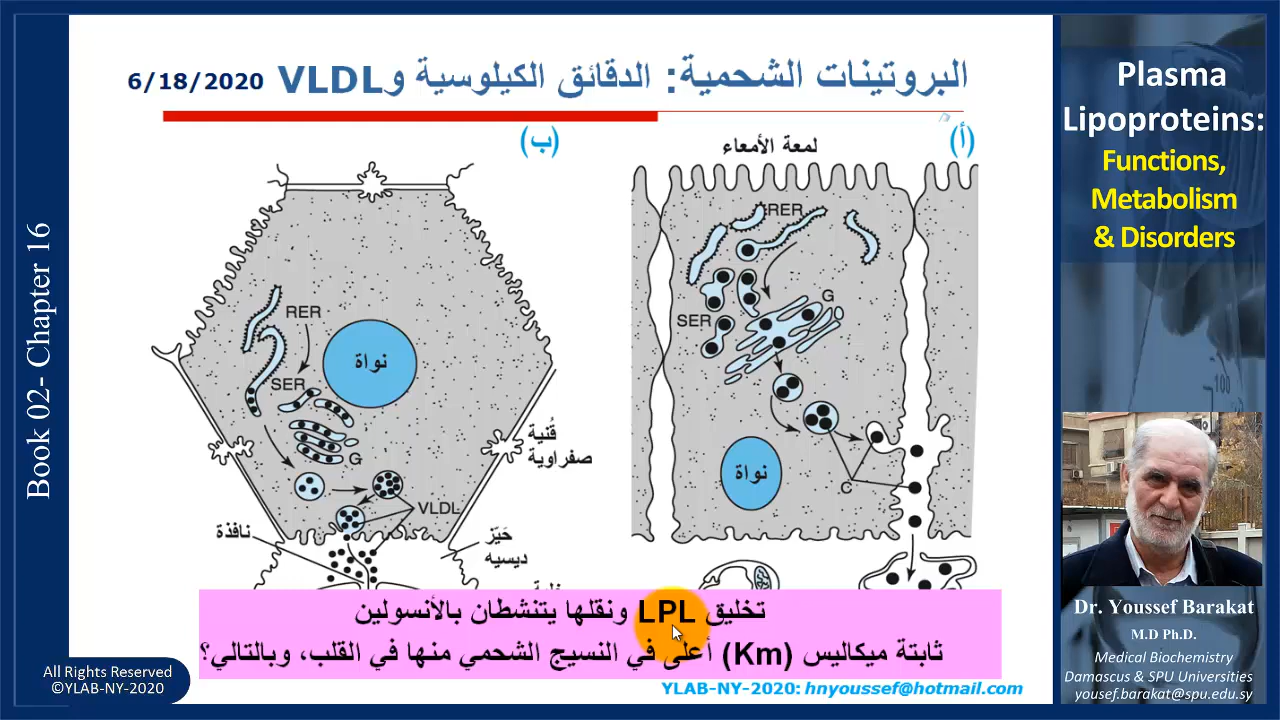 البروتينات الشحمية: الدقائق الكيلوسية وVLDL 6/18/2020
(أ)
لمعة الأمعاء
RER
SER
G
نواة
C
(ب)
RER
نواة
SER
G
قُنية
صفراوية
VLDL
نافذة
حَيّز
ديسيه
تخليق LPL ونقلها يتنشطان بالأنسولين
ثابتة ميكاليس (Km) أعلى في النسيج الشحمي منها في القلب، وبالتالي؟
YLAB-NY-2020: hnyoussef@hotmail.com
Book 02- Chapter 16
All Rights Reserved
©YLAB-NY-2020
Plasma
Lipoproteins:
Functions,
Metabolism
& Disorders
100
Dr. Youssef Barakat
M.D Ph.D.
Medical Biochemistry
Damascus & SPU Universities
yousef.barakat@spu.edu.sy